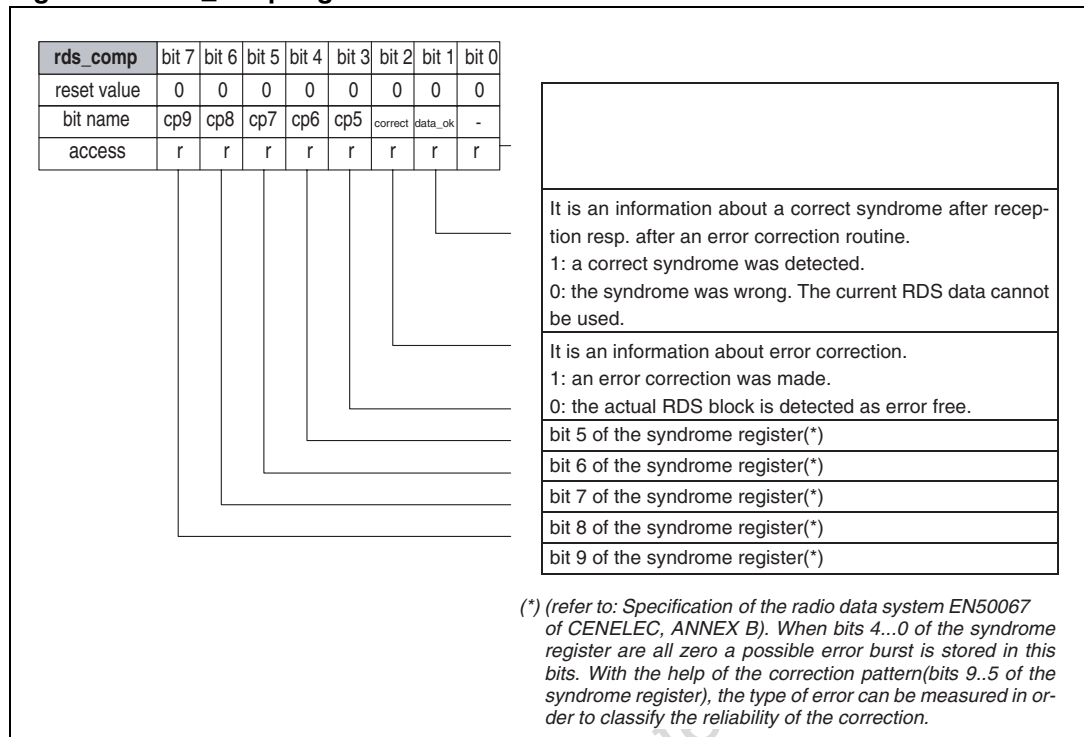 rds_comp bit 7 bit 6 bit 5 bit 4 bit 3 bit 2 bit 1 bit 0
reset value 0 0 0 0 0 0 0 0
bit name cp9 cp8 cp7 cp6 cp5 correct data_ok -
access r r r r r r r r
It is an information about a correct syndrome after recep-
tion resp. after an error correction routine.
1: a correct syndrome was detected.
0: the syndrome was wrong. The current RDS data cannot
be used.
It is an information about error correction.
1: an error correction was made.
0: the actual RDS block is detected as error free.
bit 5 of the syndrome register(*)
bit 6 of the syndrome register(*)
bit 7 of the syndrome register(*)
bit 8 of the syndrome register(*)
bit 9 of the syndrome register(*)
(*) (refer to: Specification of the radio data system EN50067
of CENELEC, ANNEX B). When bits 4...0 of the syndrome
register are all zero a possible error burst is stored in this
bits. With the help of the correction pattern(bits 9..5 of the
syndrome register), the type of error can be measured in or-
der to classify the reliability of the correction.